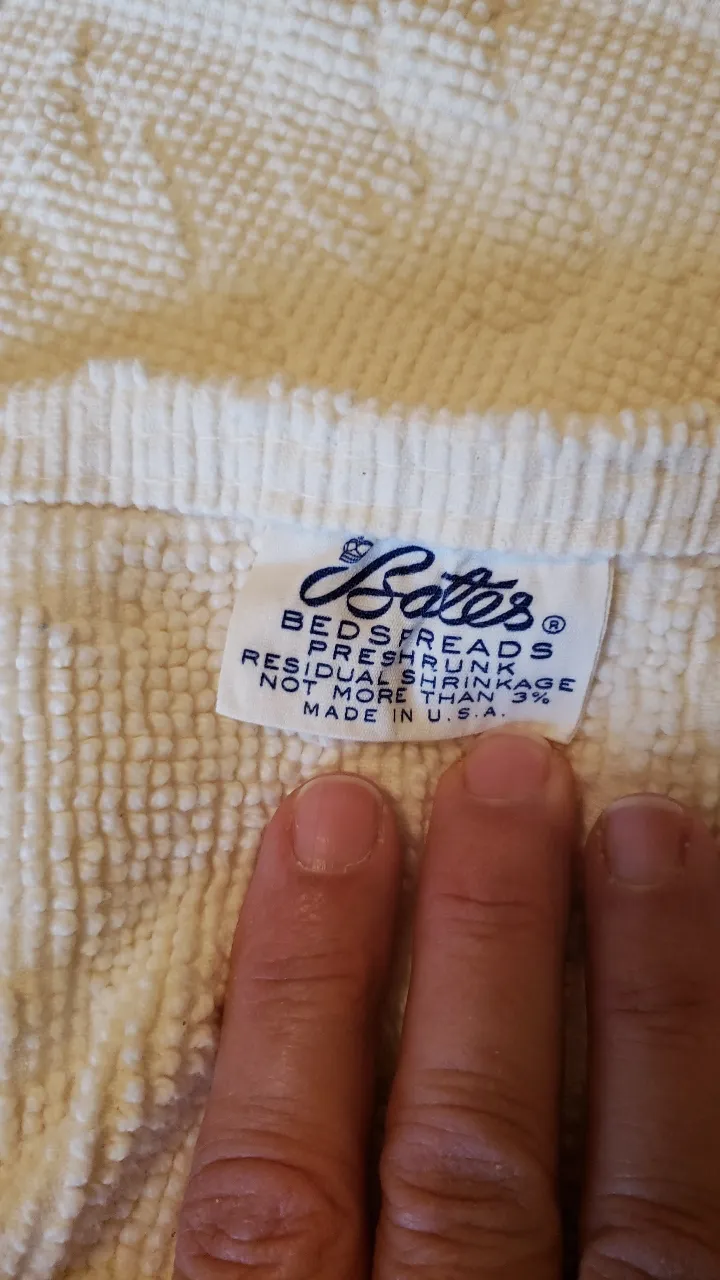 Bates®
BEDSPREADS
PRESHRUNK
RESIDUAL SHRINKAGE
NOT MORE THAN 3%
MADE IN U.S.A.